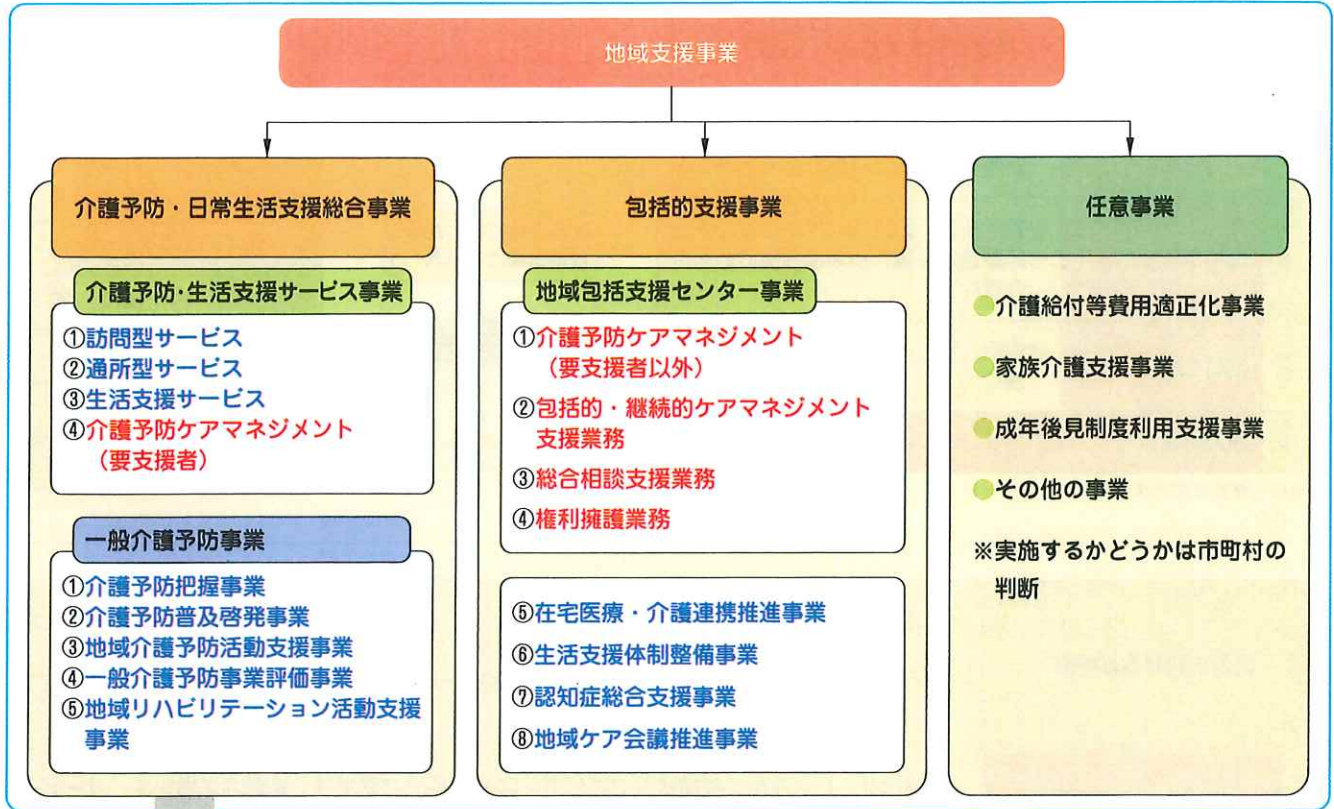 地域支援事業
介護予防・日常生活支援総合事業
介護予防・生活支援サービス事業
①訪問型サービス
②通所型サービス
③生活支援サービス
④介護予防ケアマネジメント
（要支援者）
一般介護予防事業
①介護予防把握事業
②介護予防普及啓発事業
③地域介護予防活動支援事業
④一般介護予防事業評価事業
⑤地域リハビリテーション活動支援
事業
包括的支援事業
地域包括支援センター事業
①介護予防ケアマネジメント
（要支援者以外）
②包括的・継続的ケアマネジメント
支援業務
③総合相談支援業務
④権利擁護業務
⑤在宅医療・介護連携推進事業
⑥生活支援体制整備事業
⑦認知症総合支援事業
⑧地域ケア会議推進事業
任意事業
●介護給付等費用適正化事業
●家族介護支援事業
●成年後見制度利用支援事業
●その他の事業
※実施するかどうかは市町村の
判断